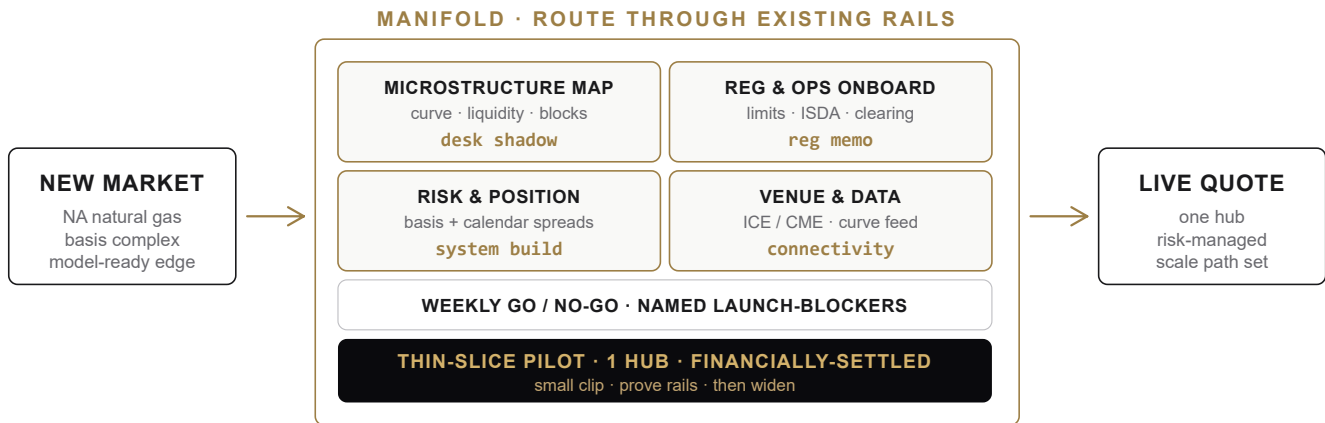 MANIFOLD · ROUTE THROUGH EXISTING RAILS
NEW MARKET
NA natural gas
basis complex
model-ready edge
MICROSTRUCTURE MAP
curve · liquidity · blocks
desk shadow
REG & OPS ONBOARD
limits · ISDA · clearing
reg memo
RISK & POSITION
basis + calendar spreads
system build
VENUE & DATA
ICE / CME · curve feed
connectivity
WEEKLY GO / NO-GO · NAMED LAUNCH-BLOCKERS
THIN-SLICE PILOT · 1 HUB · FINANCIALLY-SETTLED
small clip · prove rails · then widen
LIVE QUOTE
one hub
risk-managed
scale path set